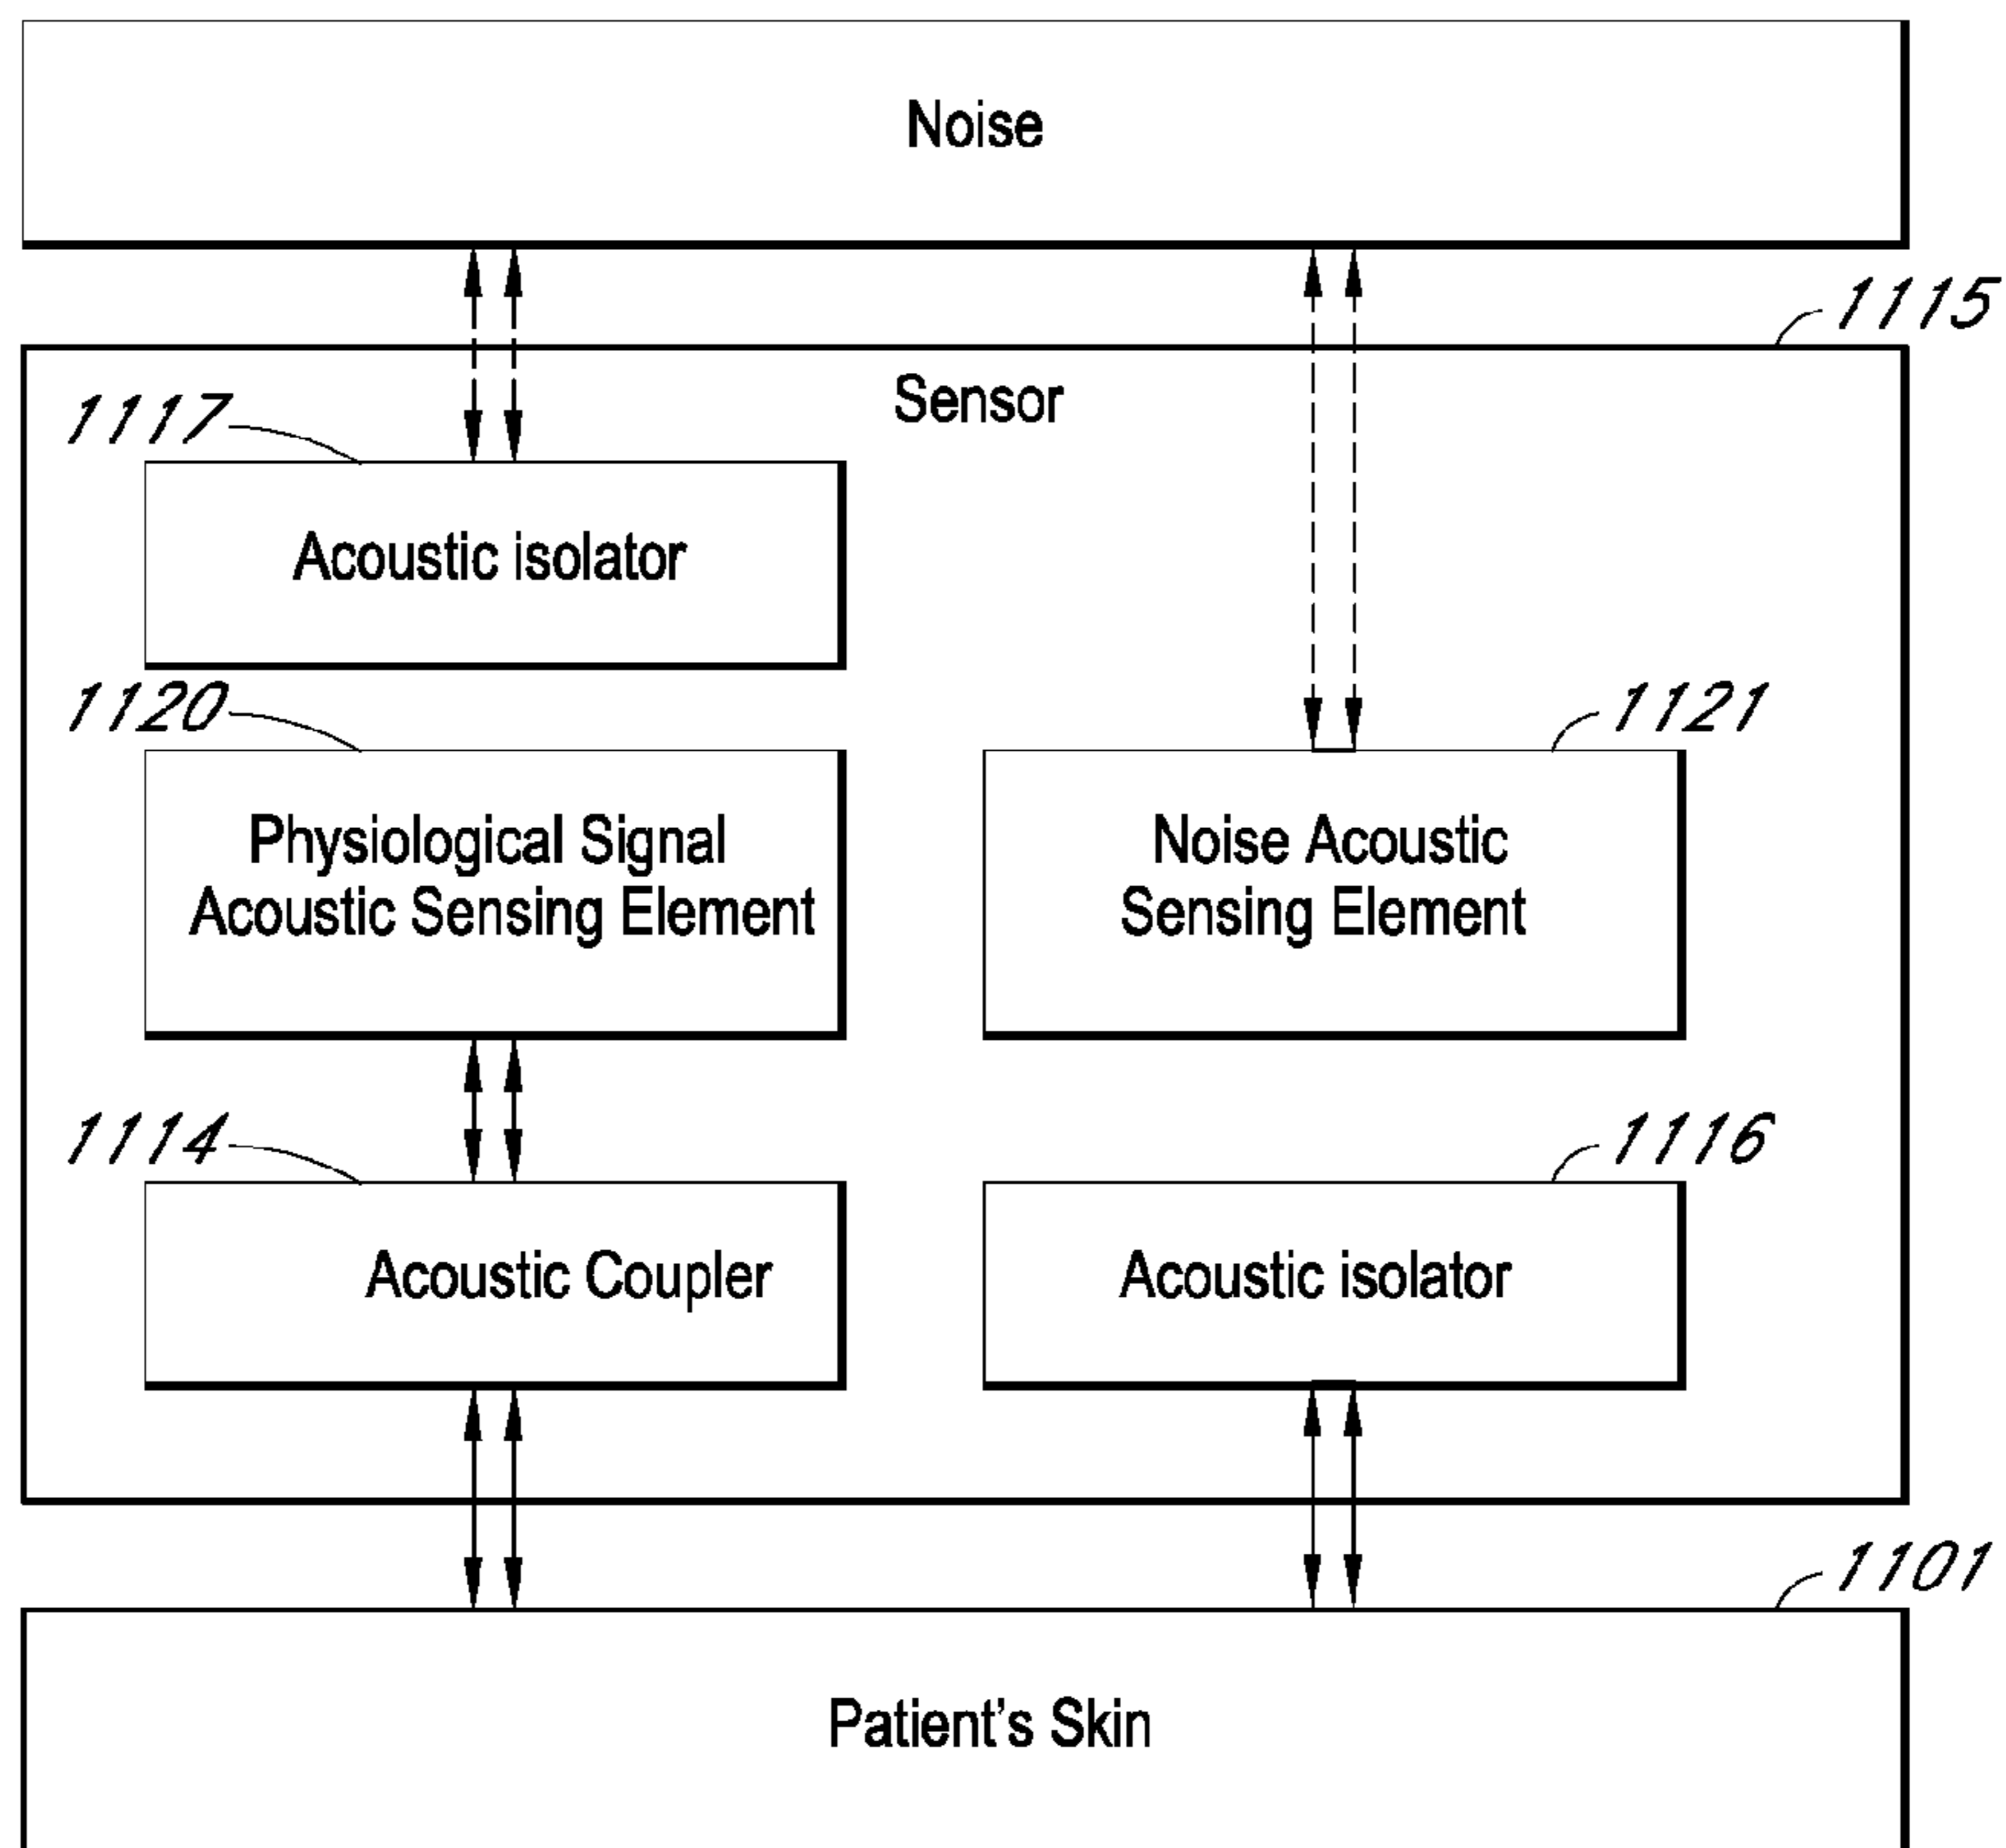 Noise
1115
Sensor
1117
Acoustic isolator
1120
1121
Physiological Signal
Acoustic Sensing Element
Noise Acoustic
Sensing Element
1114
1116
Acoustic Coupler
Acoustic isolator
1101
Patient's Skin